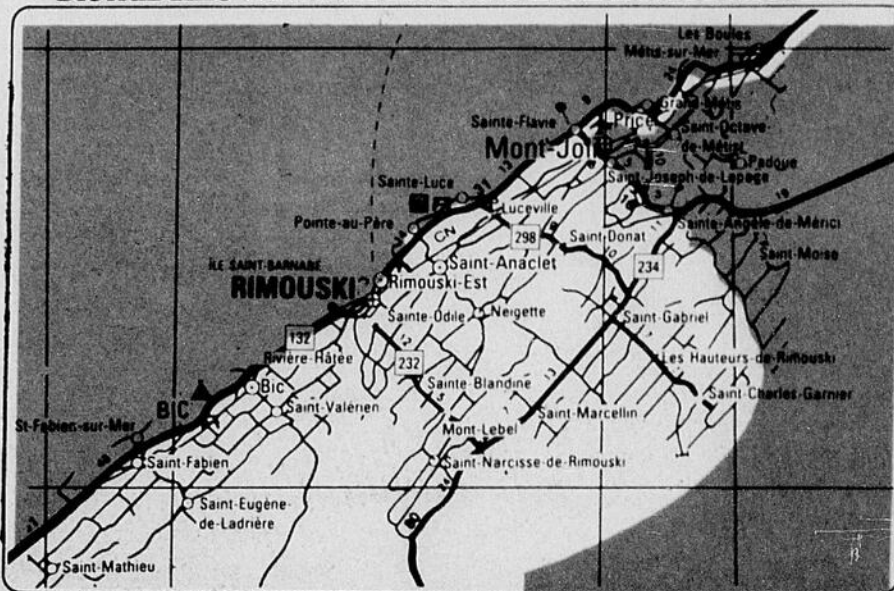 Les Boules
Métis-sur-Mer
Grand-Métis
Sainte-Flavie
Price
Saint-Octave-
de-Métis
Mont-Joli
Padoue
Saint-Joseph-de-Lepage
Sainte-Luce
Luceville
Sainte-Angèle-de-Mérici
Pointe-au-Père
CN
298
Saint-Donat
Saint-Moise
234
Saint-Anaclet
ÎLE SAINT-BARNABÉ
RIMOUSKI
Rimouski-Est
Sainte-Odile
Neigette
Saint-Gabriel
132
Rivière-Hâtée
232
Les Hauteurs-de-Rimouski
Bic
Sainte-Blandine
Saint-Charles-Garnier
BIC
Saint-Valérien
Saint-Marcellin
St-Fabien-sur-Mer
Mont-Lebel
Saint-Fabien
Saint-Narcisse-de-Rimouski
Saint-Eugène-
de-Ladrière
Saint-Mathieu